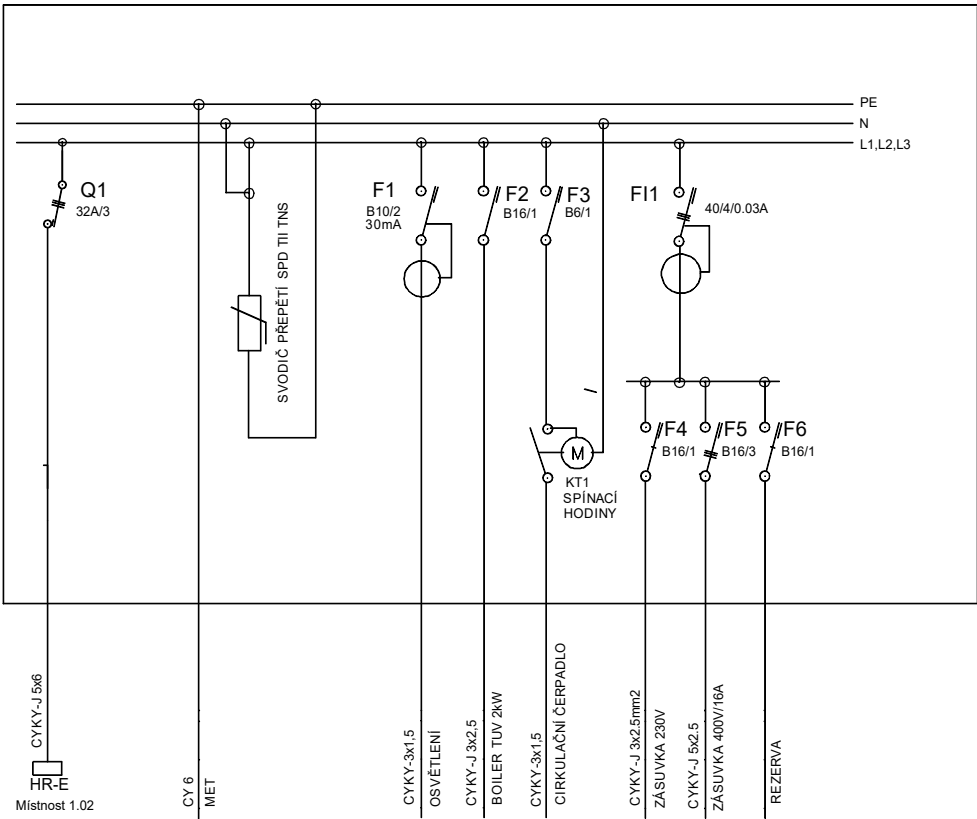 PE
N
L1,L2,L3
Q1
32A/3
SVODIČ PŘEPĚTÍ SPD TII TNS
F1
B10/2
30mA
F2
B16/1
F3
B6/1
FI1
40/4/0.03A
M
KT1
SPÍNACÍ
HODINY
F4
B16/1
F5
B16/3
F6
B16/1
CYKY-J 5x6
HR-E
Místnost 1.02
CY 6
MET
CYKY-3x1,5
OSVĚTLENÍ
CYKY-J 3x2,5
BOILER TUV 2kW
CYKY-3x1,5
CIRKULAČNÍ ČERPADLO
CYKY-J 3x2.5mm2
ZÁSUVKA 230V
CYKY-J 5x2.5
ZÁSUVKA 400V/16A
REZERVA